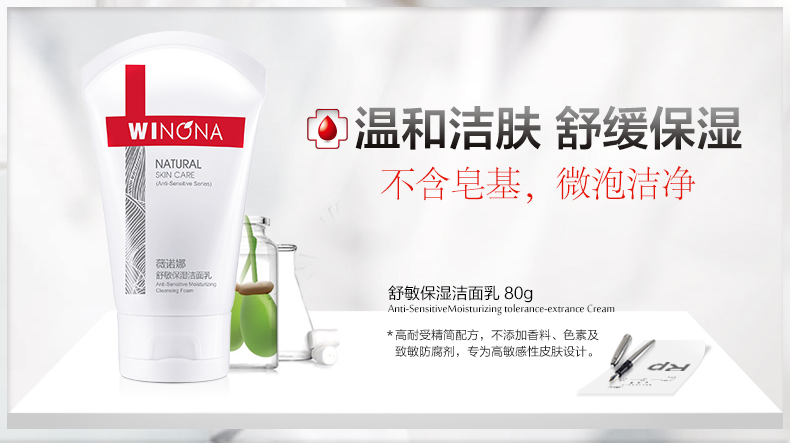 WINONA
NATURAL
SKIN CARE
(Anti-Sensitive Series)
薇诺娜
舒敏保湿洁面乳
Anti-Sensitive Moisturizing
Cleansing Foam
温和洁肤 舒缓保湿
不含皂基，微泡洁净
舒敏保湿洁面乳 80g
Anti-SensitiveMoisturizing tolerance-extrance Cream
*高耐受精简配方，不添加香料、色素及
致敏防腐剂，专为高敏感性皮肤设计。
Rp